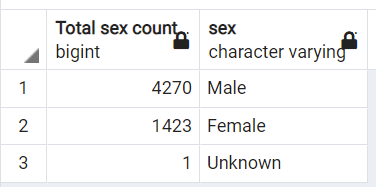 Total sex count sex
bigint character varying
1 4270 Male
2 1423 Female
3 1 Unknown